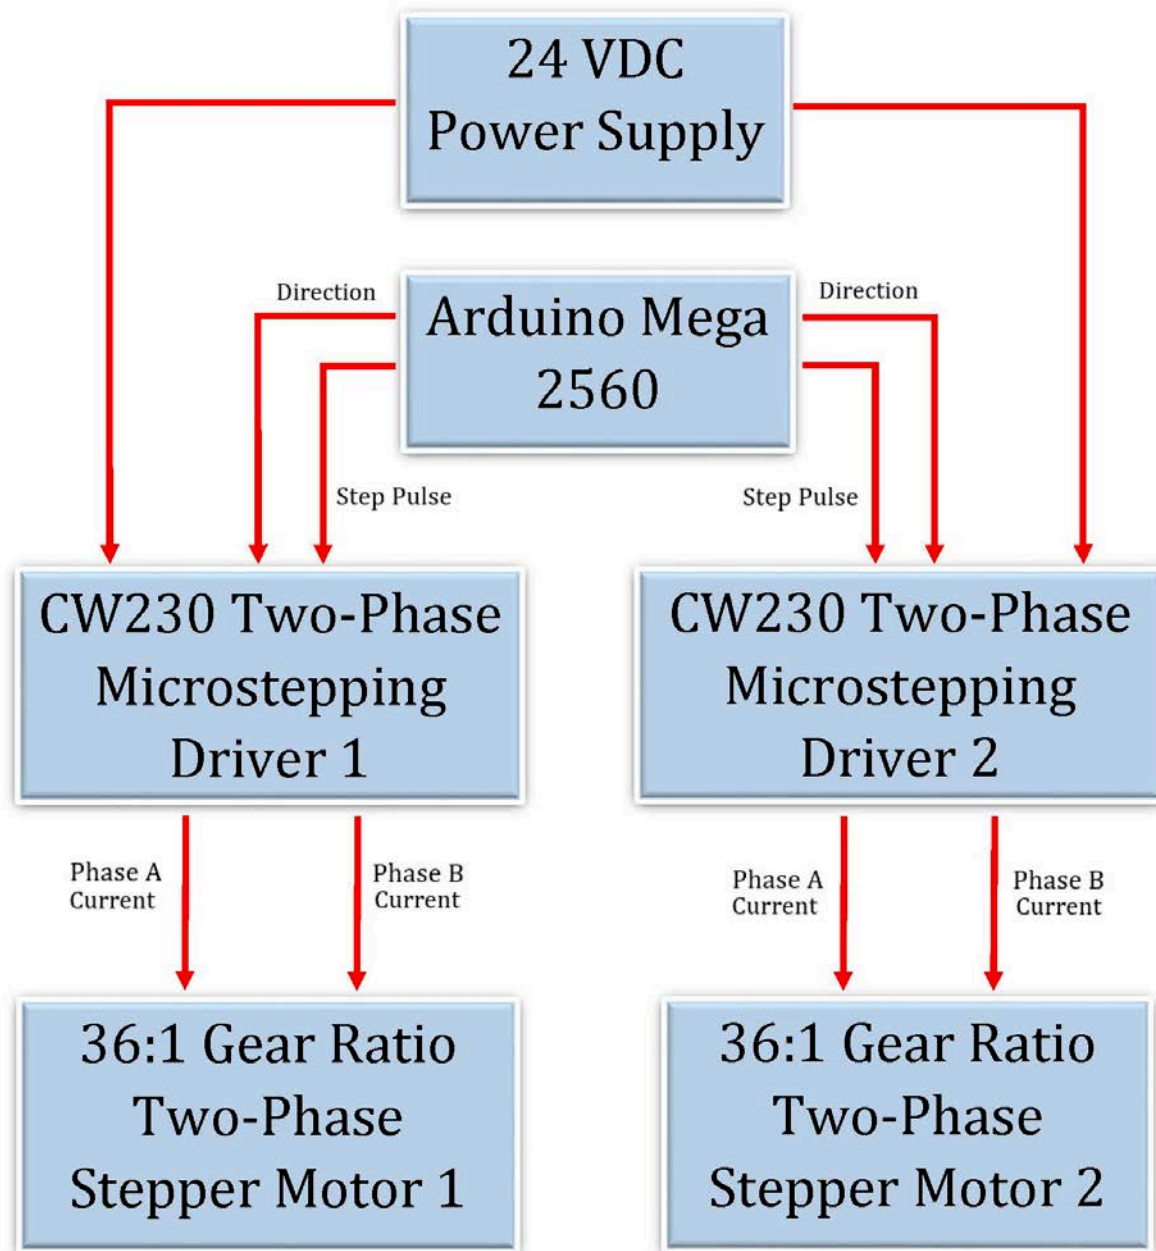 24 VDC
Power Supply
Direction
Arduino Mega
2560
Direction
Step Pulse
Step Pulse
CW230 Two-Phase
Microstepping
Driver 1
CW230 Two-Phase
Microstepping
Driver 2
Phase A
Current
Phase B
Current
Phase A
Current
Phase B
Current
36:1 Gear Ratio
Two-Phase
Stepper Motor 1
36:1 Gear Ratio
Two-Phase
Stepper Motor 2